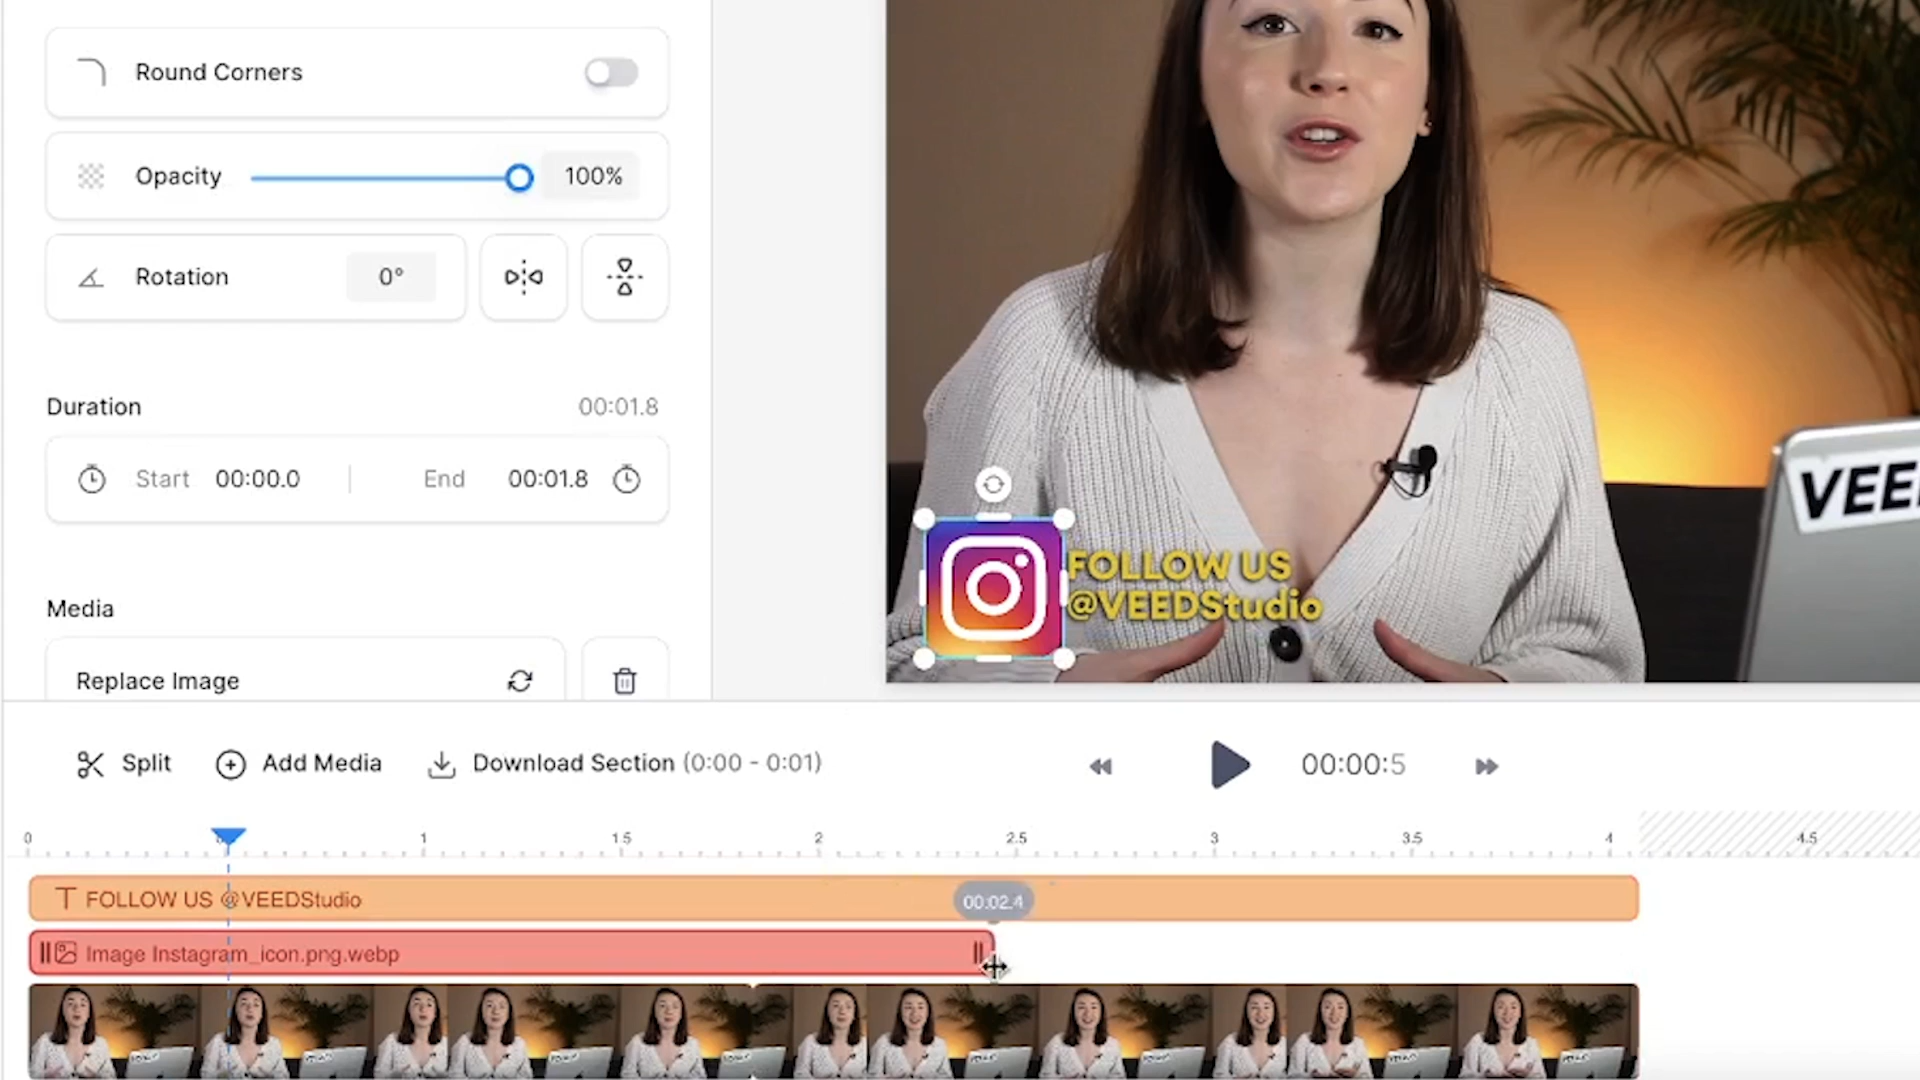 Round Corners
Opacity 100%
Rotation 0°
Duration 00:01.8
Start 00:00.0 End 00:01.8
Media
Replace Image
FOLLOW US
@VEEDStudio
Split Add Media Download Section (0:00 - 0:01) 00:00:5
0 1 1.5 2 2.5 3 3.5 4 4.5
FOLLOW US @VEEDStudio
00:02.4
Image Instagram_icon.png.webp